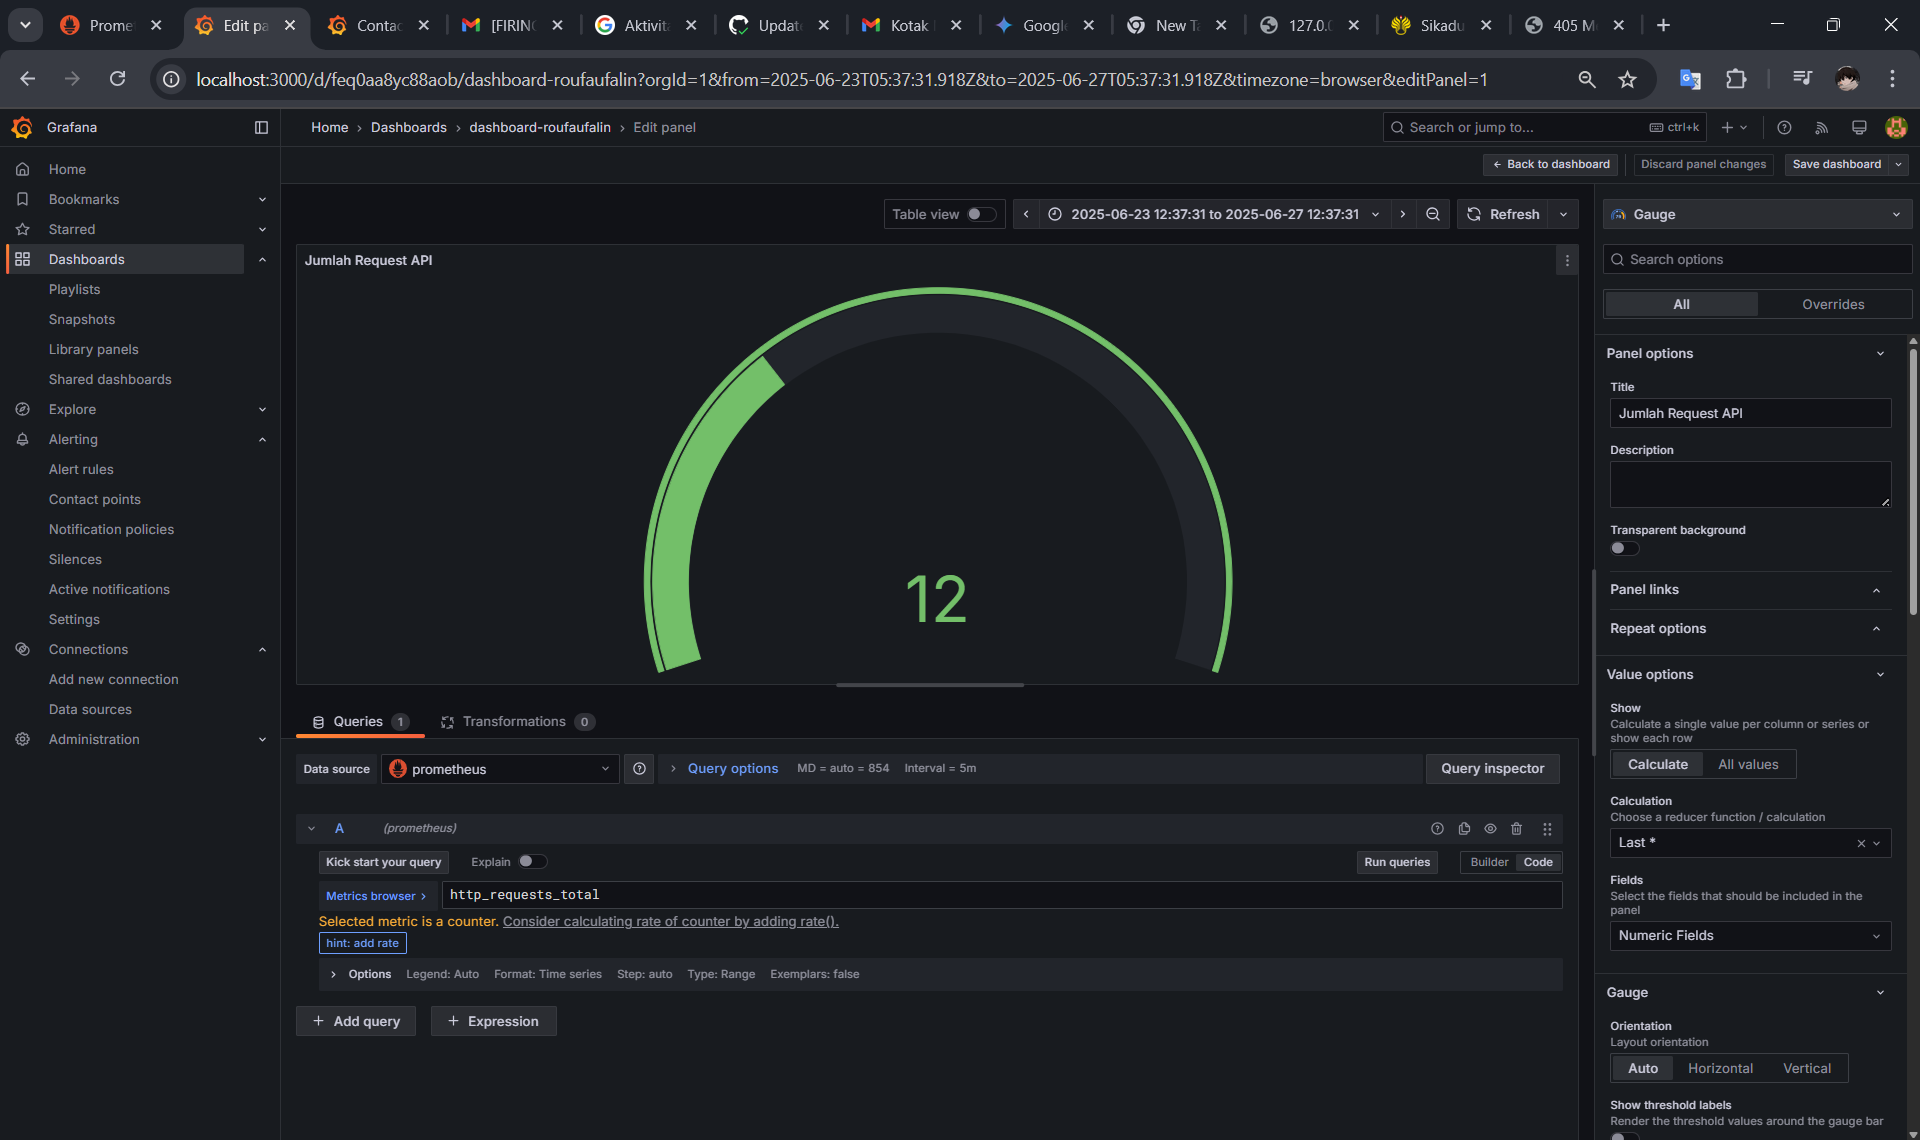 Prome
Edit pa
Contac
[FIRIN
Aktivit
Updat
Kotak
Google
New T
127.0.
Sikadu
405 M
localhost:3000/d/feq0aa8yc88aob/dashboard-roufaufalin?orgId=1&from=2025-06-23T05:37:31.918Z&to=2025-06-27T05:37:31.918Z&timezone=browser&editPanel=1
Grafana
Home › Dashboards › dashboard-roufaufalin › Edit panel
Search or jump to...
ctrl+k
Back to dashboard
Discard panel changes
Save dashboard
Home
Bookmarks
Starred
Dashboards
Playlists
Snapshots
Library panels
Shared dashboards
Explore
Alerting
Alert rules
Contact points
Notification policies
Silences
Active notifications
Settings
Connections
Add new connection
Data sources
Administration
Table view
2025-06-23 12:37:31 to 2025-06-27 12:37:31
Refresh
Jumlah Request API
12
Queries 1
Transformations 0
Data source
prometheus
Query options
MD = auto = 854
Interval = 5m
Query inspector
A
(prometheus)
Kick start your query
Explain
Run queries
Builder
Code
Metrics browser >
http_requests_total
Selected metric is a counter. Consider calculating rate of counter by adding rate().
hint: add rate
Options
Legend: Auto
Format: Time series
Step: auto
Type: Range
Exemplars: false
+ Add query
+ Expression
Gauge
Search options
All
Overrides
Panel options
Title
Jumlah Request API
Description
Transparent background
Panel links
Repeat options
Value options
Show
Calculate a single value per column or series or
show each row
Calculate
All values
Calculation
Choose a reducer function / calculation
Last *
Fields
Select the fields that should be included in the
panel
Numeric Fields
Gauge
Orientation
Layout orientation
Auto
Horizontal
Vertical
Show threshold labels
Render the threshold values around the gauge bar